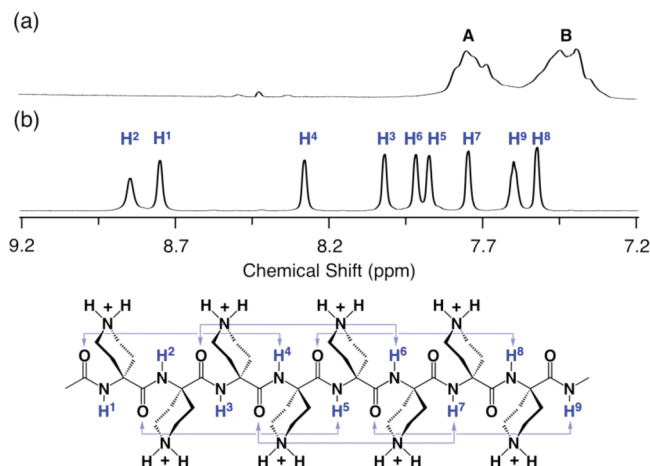 (a)
A B
(b)
H² H¹ H⁴ H³ H⁶ H⁵ H⁷ H⁹ H⁸
9.2 8.7 8.2 7.7 7.2
Chemical Shift (ppm)
H + H H + H H + H H + H
N N N N
O H² O H⁴ O H⁶ O H⁸ O
N N N N
N N N N N
H¹ O H³ O H⁵ O H⁷ O H⁹
N N N N
H + H H + H H + H H + H